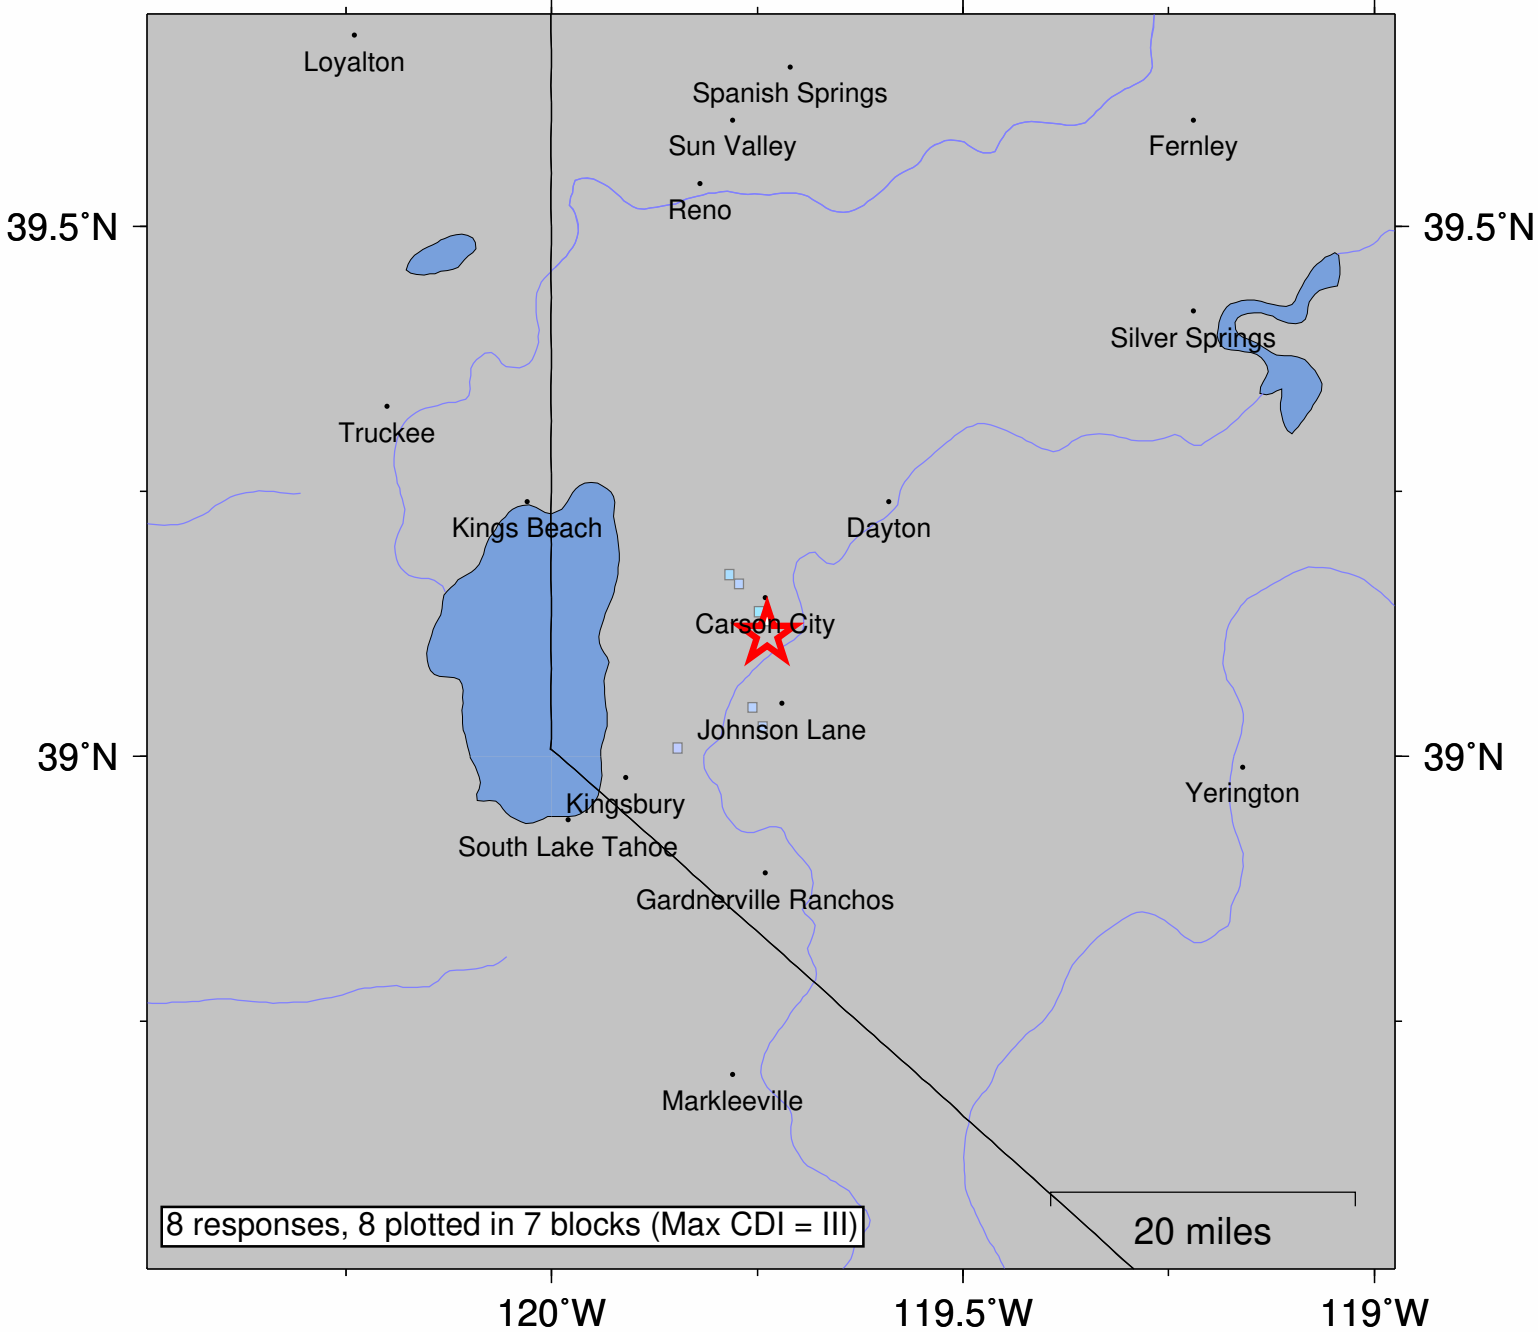 Loyalton
Spanish Springs
Sun Valley
Fernley
Reno
39.5˚N
39.5˚N
Silver Springs
Truckee
Kings Beach
Dayton
Carson City
Johnson Lane
39˚N
39˚N
Kingsbury
Yerington
South Lake Tahoe
Gardnerville Ranchos
Markleeville
8 responses, 8 plotted in 7 blocks (Max CDI = III)
20 miles
120˚W
119.5˚W
119˚W